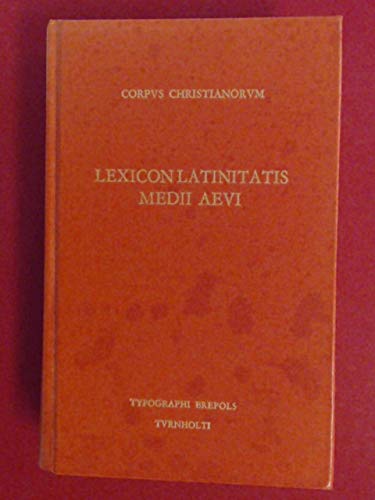 CORPVS CHRISTIANORVM
LEXICON LATINITATIS
MEDII AEVI
TYPOGRAPHI BREPOLS
TVRNHOLTI